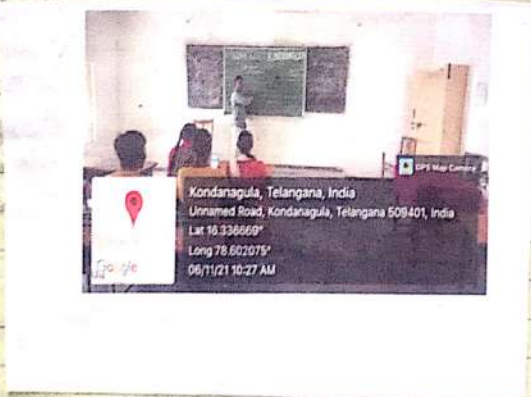 GPS Map Camera
Kondanagula, Telangana, India
Unnamed Road, Kondanagula, Telangana 509401, India
Lat 16.336669°
Long 78.602075°
06/11/21 10:27 AM
Google